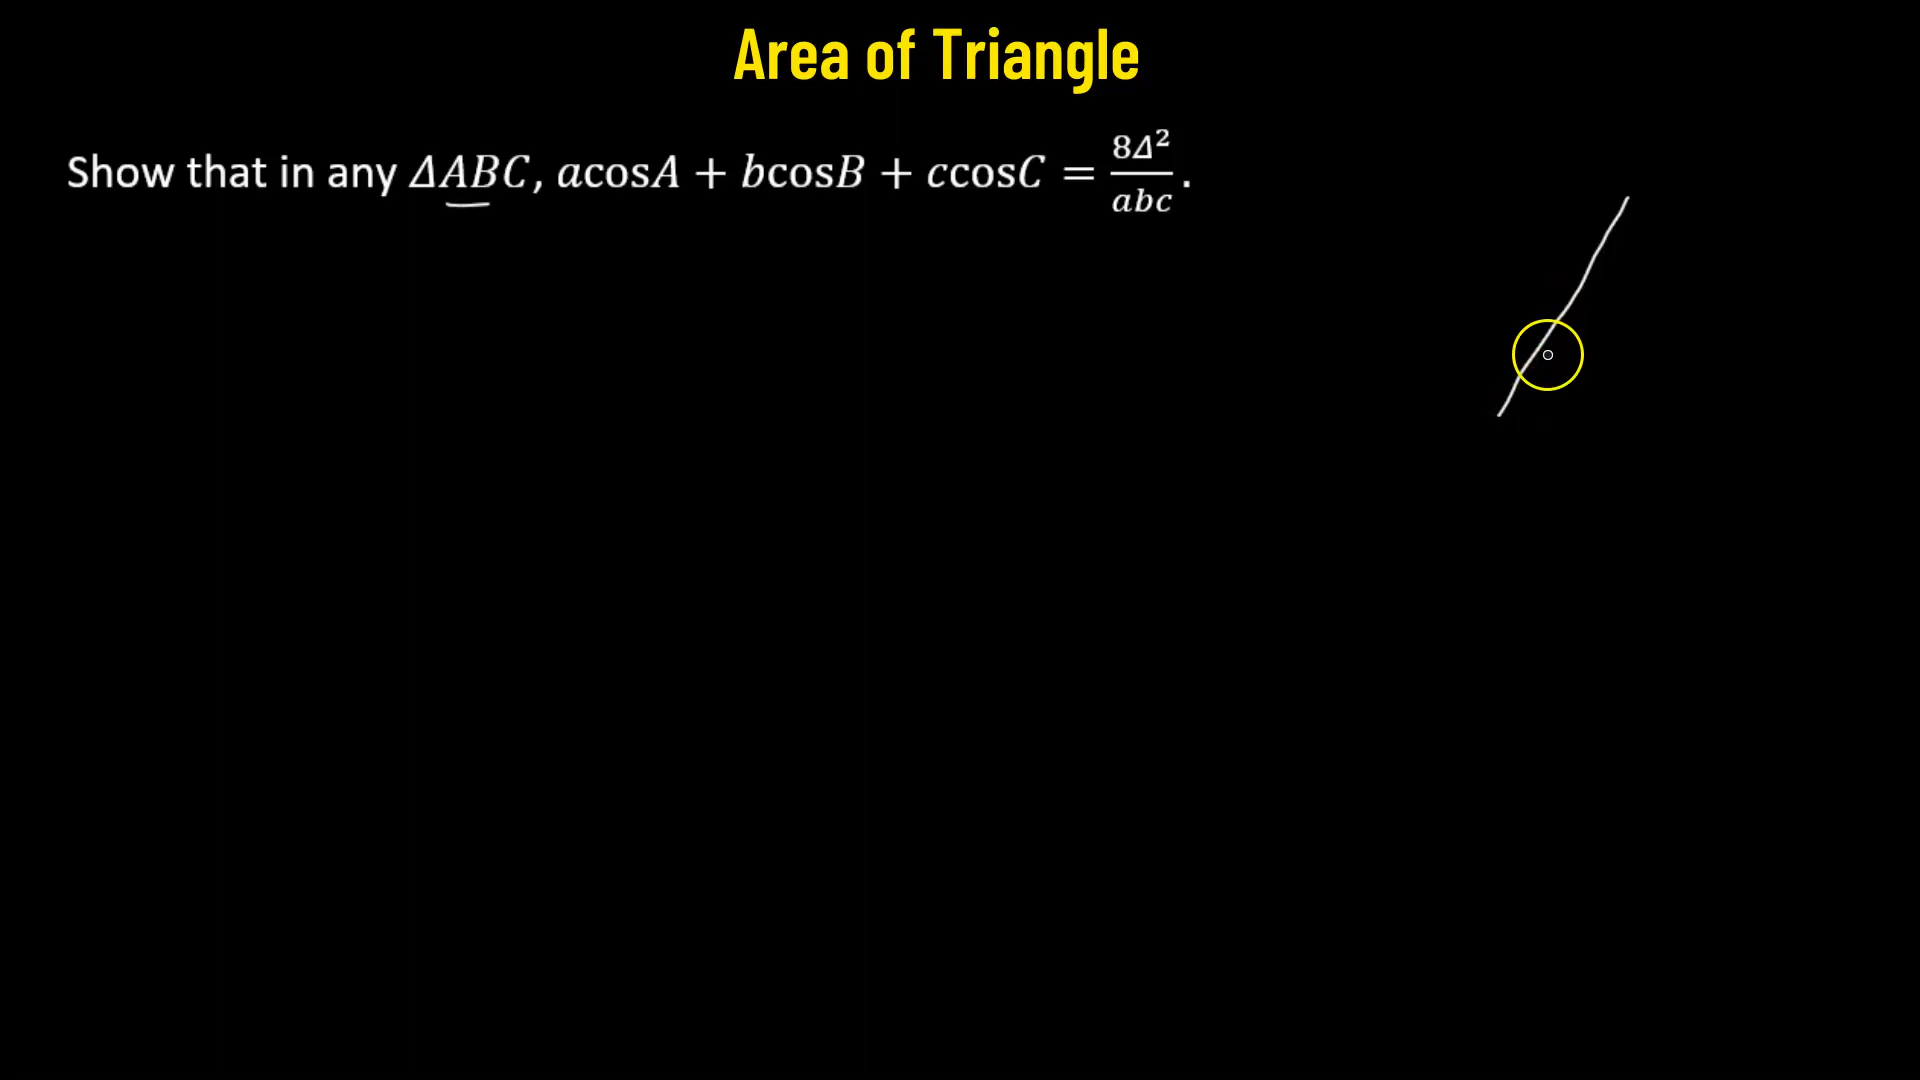 Area of Triangle
Show that in any ΔABC, acosA + bcosB + ccosC = 8Δ²/abc.